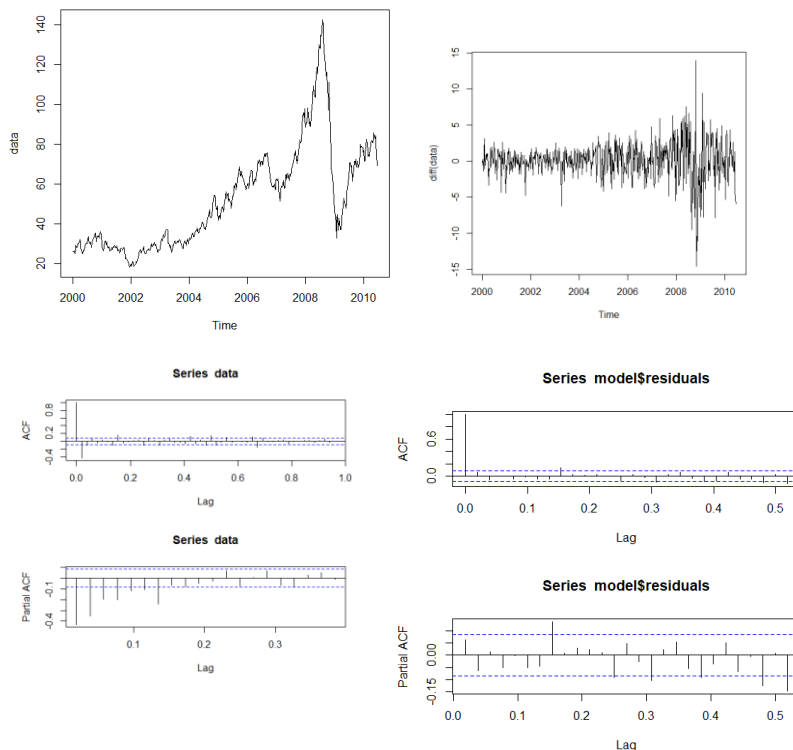 data
140
120
100
80
60
40
20
2000 2002 2004 2006 2008 2010
Time
diff(data)
15
10
5
0
-5
-10
-15
2000 2002 2004 2006 2008 2010
Time
Series data
ACF
0.8
0.2
-0.4
0.0 0.2 0.4 0.6 0.8 1.0
Lag
Series data
Partial ACF
-0.1
-0.4
0.1 0.2 0.3
Lag
Series model$residuals
ACF
0.6
0.0
0.0 0.1 0.2 0.3 0.4 0.5
Lag
Series model$residuals
Partial ACF
0.00
-0.15
0.0 0.1 0.2 0.3 0.4 0.5
Lag